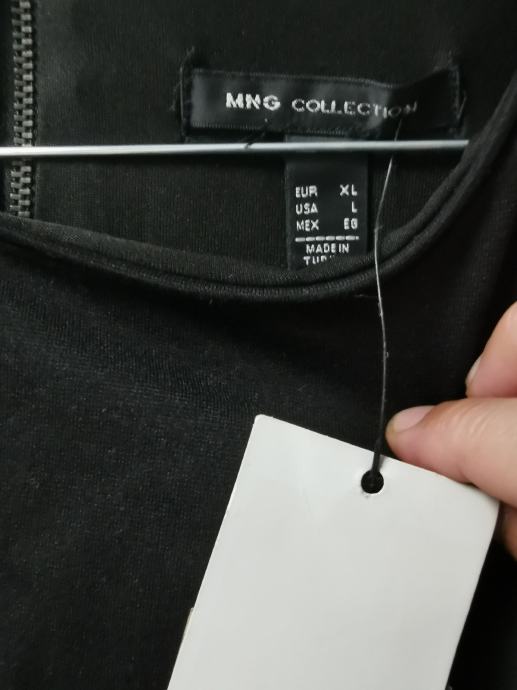 MNG COLLECTION
EUR XL
USA L
MEX EG
MADE IN